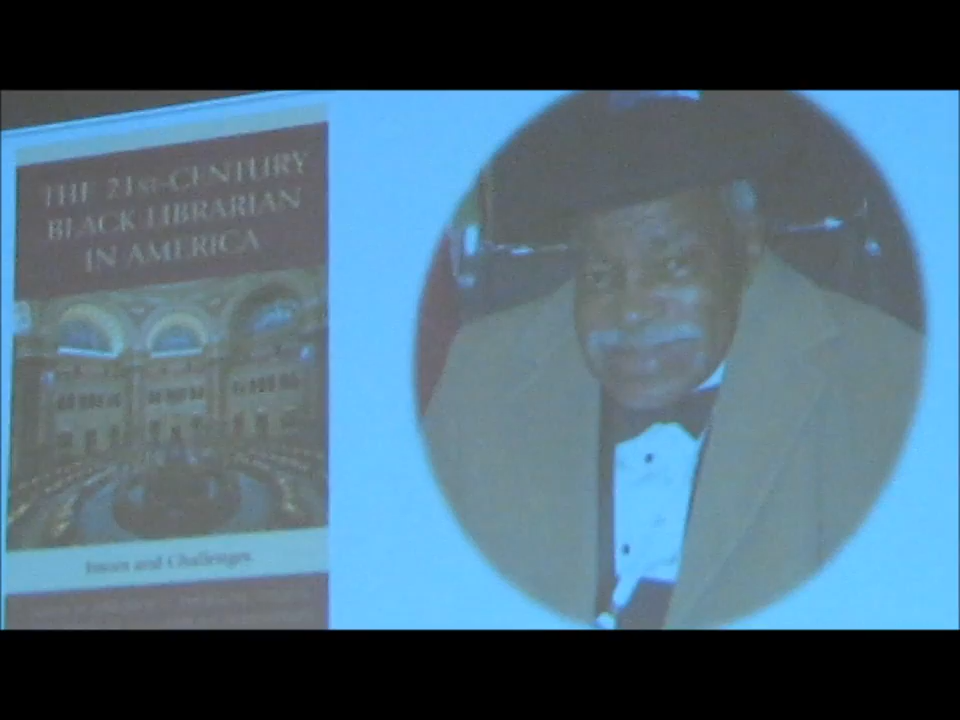 THE 21ST-CENTURY
BLACK LIBRARIAN
IN AMERICA
Issues and Challenges